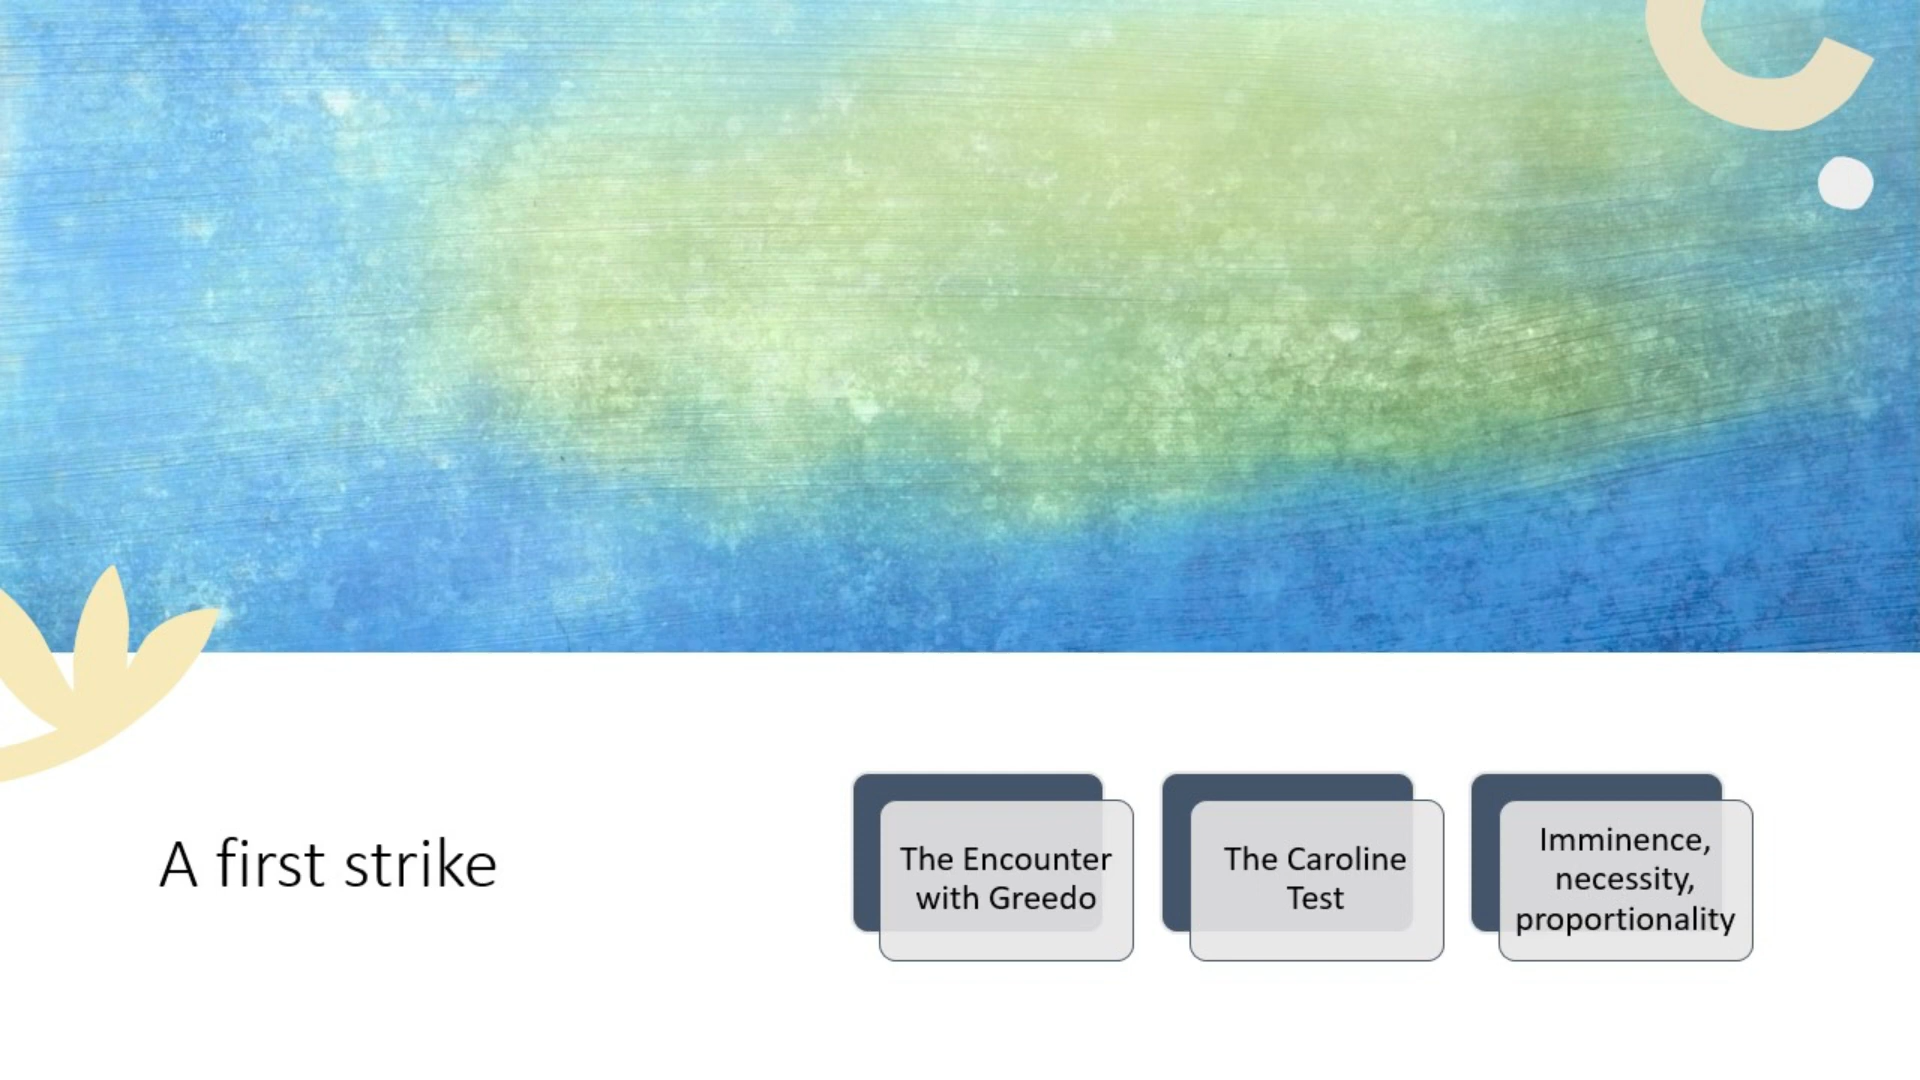 A first strike
The Encounter
with Greedo
The Caroline
Test
Imminence,
necessity,
proportionality